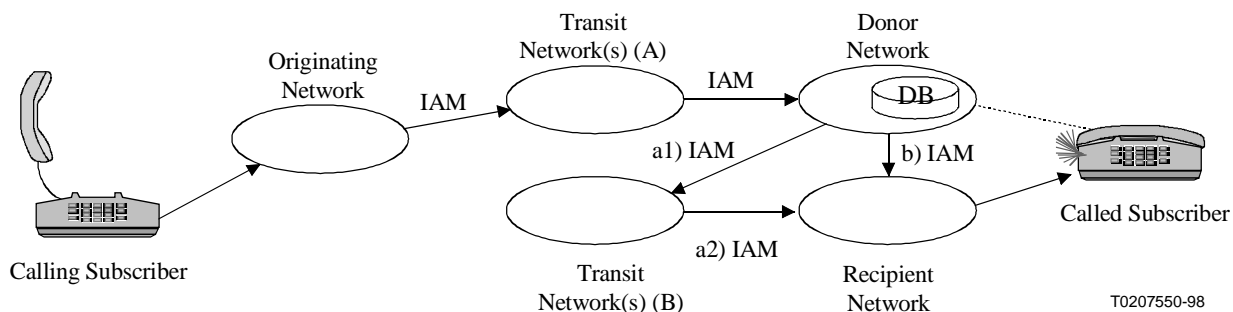 Transit
Network(s) (A)
Donor
Network
Originating
Network
IAM
IAM
DB
a1) IAM
b) IAM
a2) IAM
Called Subscriber
Calling Subscriber
Transit
Network(s) (B)
Recipient
Network
T0207550-98